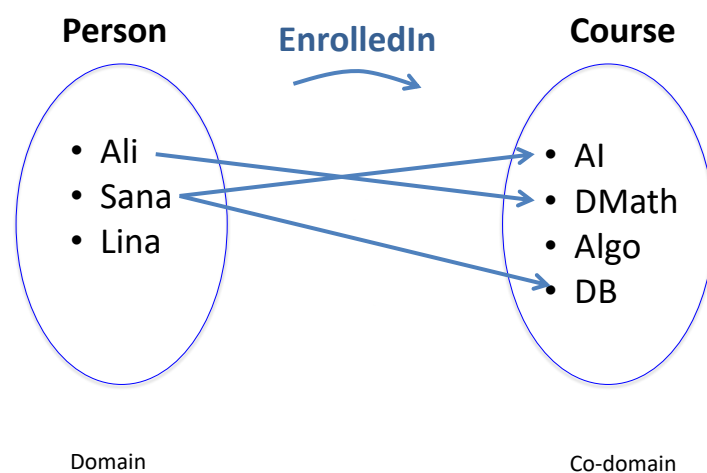 Person
EnrolledIn
Course
• Ali
• Sana
• Lina
• AI
• DMath
• Algo
• DB
Domain
Co-domain